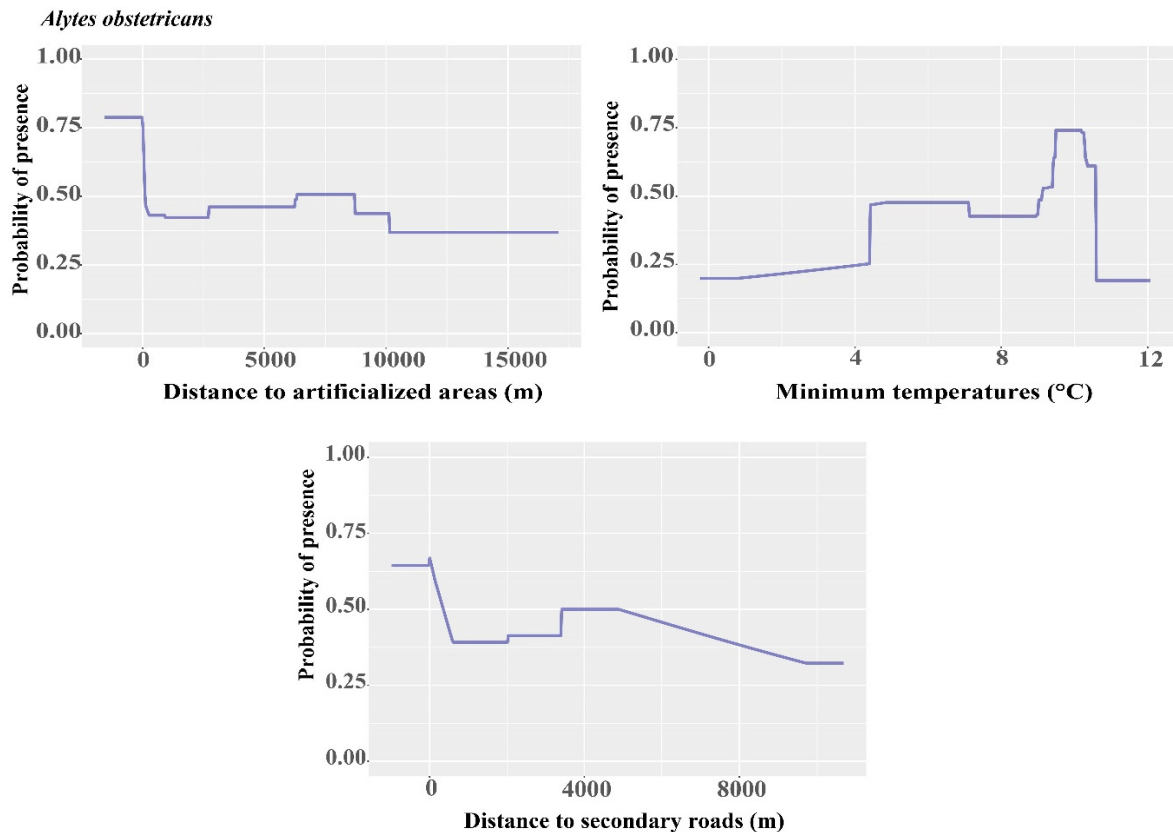 Alytes obstetricans
Probability of presence
1.00
0.75
0.50
0.25
0.00
0 5000 10000 15000
Distance to artificialized areas (m)
Probability of presence
1.00
0.75
0.50
0.25
0.00
0 4 8 12
Minimum temperatures (°C)
Probability of presence
1.00
0.75
0.50
0.25
0.00
0 4000 8000
Distance to secondary roads (m)